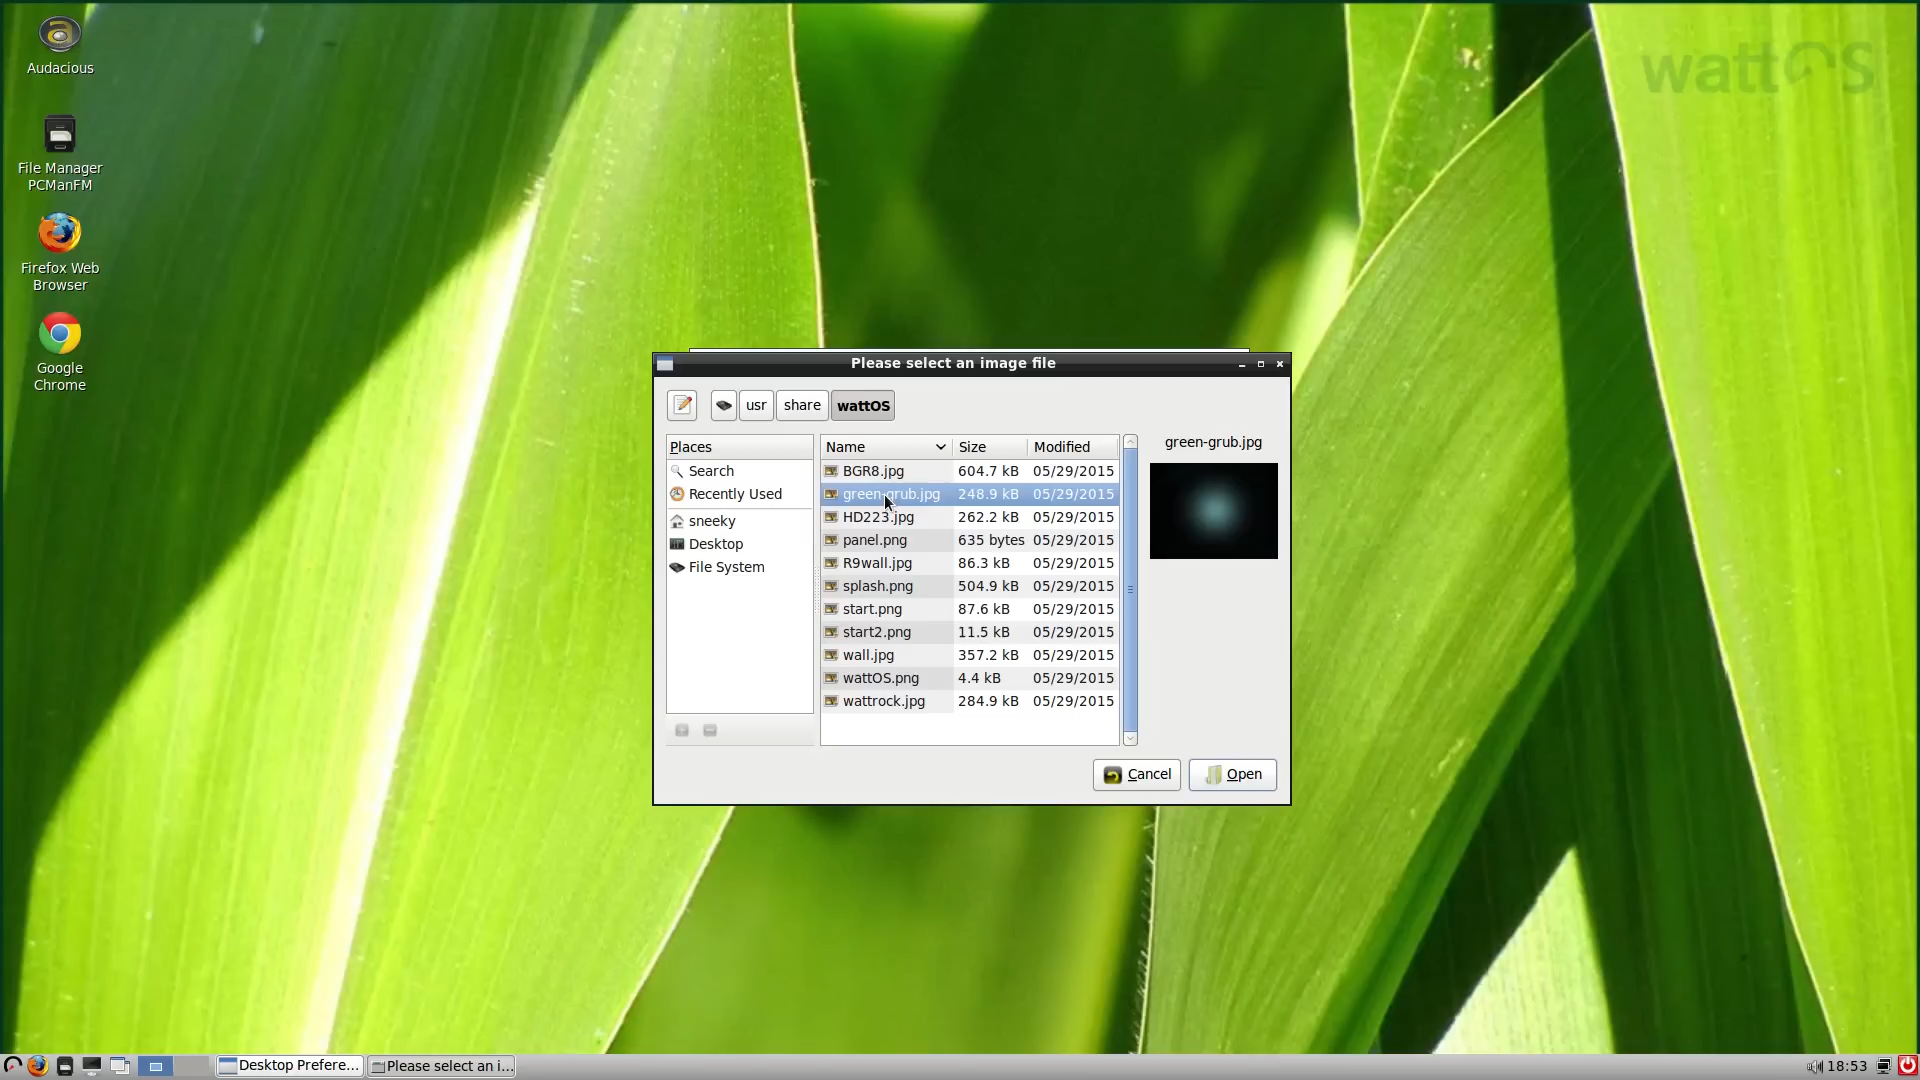 Audacious
wattOS
File Manager
PCManFM
Firefox Web
Browser
Google
Chrome
Please select an image file
usr share wattOS
Places
Search
Recently Used
sneeky
Desktop
File System
Name Size Modified
BGR8.jpg 604.7 kB 05/29/2015
green-grub.jpg 248.9 kB 05/29/2015
HD223.jpg 262.2 kB 05/29/2015
panel.png 635 bytes 05/29/2015
R9wall.jpg 86.3 kB 05/29/2015
splash.png 504.9 kB 05/29/2015
start.png 87.6 kB 05/29/2015
start2.png 11.5 kB 05/29/2015
wall.jpg 357.2 kB 05/29/2015
wattOS.png 4.4 kB 05/29/2015
wattrock.jpg 284.9 kB 05/29/2015
green-grub.jpg
Cancel Open
Desktop Prefere... Please select an i... 18:53